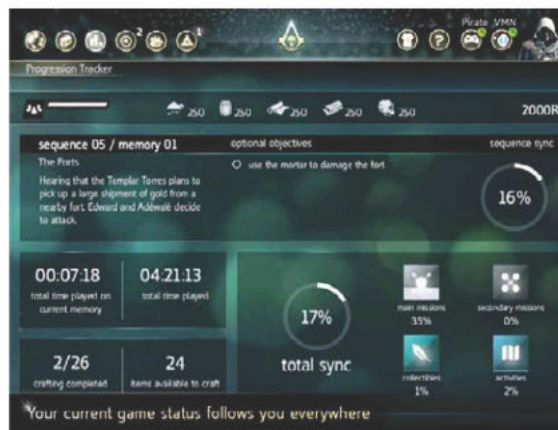 2 1 Pirate_VMN
Progression Tracker
250 250 250 250 250 2000R
sequence 05 / memory 01 optional objectives sequence sync
The Forts use the mortar to damage the fort
Hearing that the Templar Torres plans to
pick up a large shipment of gold from a
nearby fort, Edward and Adéwalé decide
to attack.
16%
00:07:18 04:21:13
total time played on total time played
current memory
17%
total sync
main missions secondary missions
35% 0%
2/26 24
crafting completed items available to craft
collectibles activities
1% 2%
Your current game status follows you everywhere